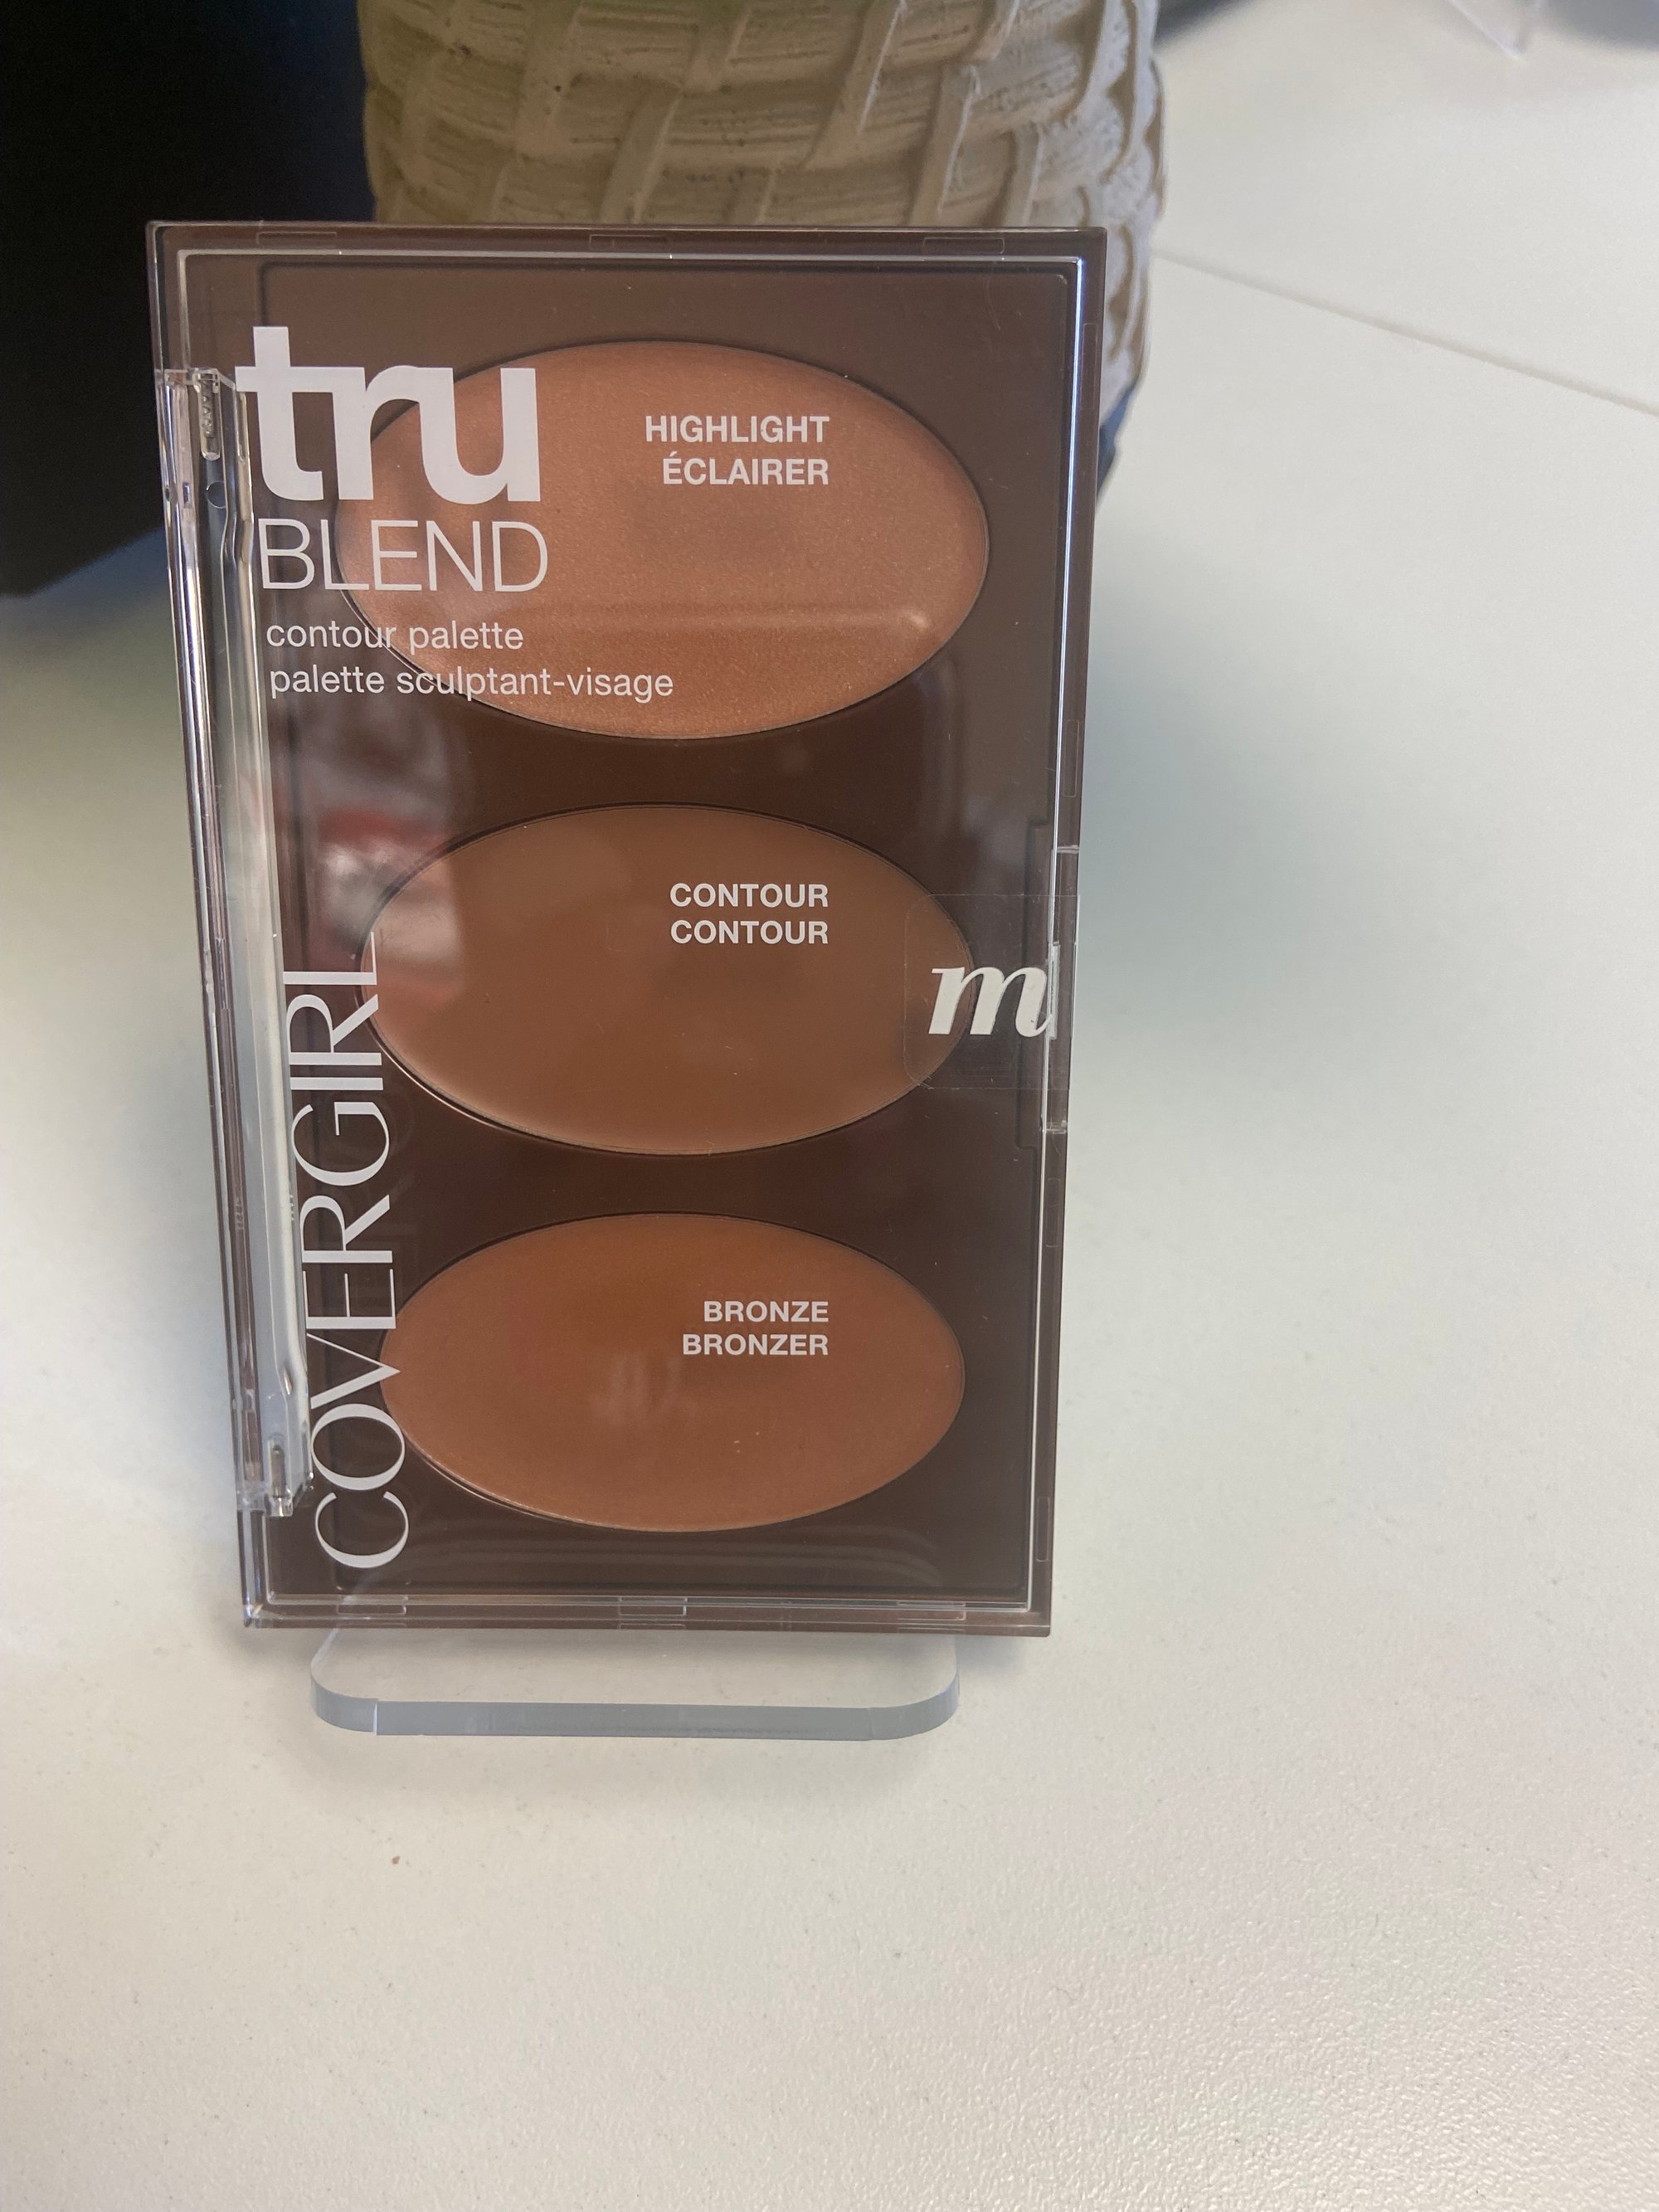 tru
BLEND
contour palette
palette sculptant-visage
HIGHLIGHT
ÉCLAIRER
CONTOUR
CONTOUR
m
BRONZE
BRONZER
COVERGIRL